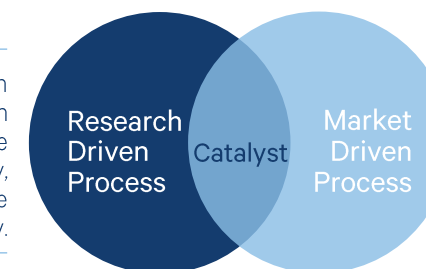 n
n
e
y,
e
y.
Research
Driven
Process
Catalyst
Market
Driven
Process